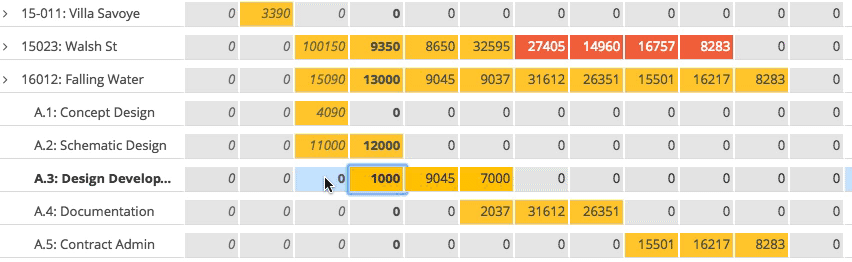 15-011: Villa Savoye 0 3390 0 0 0 0 0 0 0 0 0 0
15023: Walsh St 0 0 100150 9350 8650 32595 27405 14960 16757 8283 0 0
16012: Falling Water 0 0 15090 13000 9045 9037 31612 26351 15501 16217 8283 0
A.1: Concept Design 0 0 4090 0 0 0 0 0 0 0 0 0
A.2: Schematic Design 0 0 11000 12000 0 0 0 0 0 0 0 0
A.3: Design Develop... 0 0 0 1000 9045 7000 0 0 0 0 0 0
A.4: Documentation 0 0 0 0 0 2037 31612 26351 0 0 0 0
A.5: Contract Admin 0 0 0 0 0 0 0 0 15501 16217 8283 0